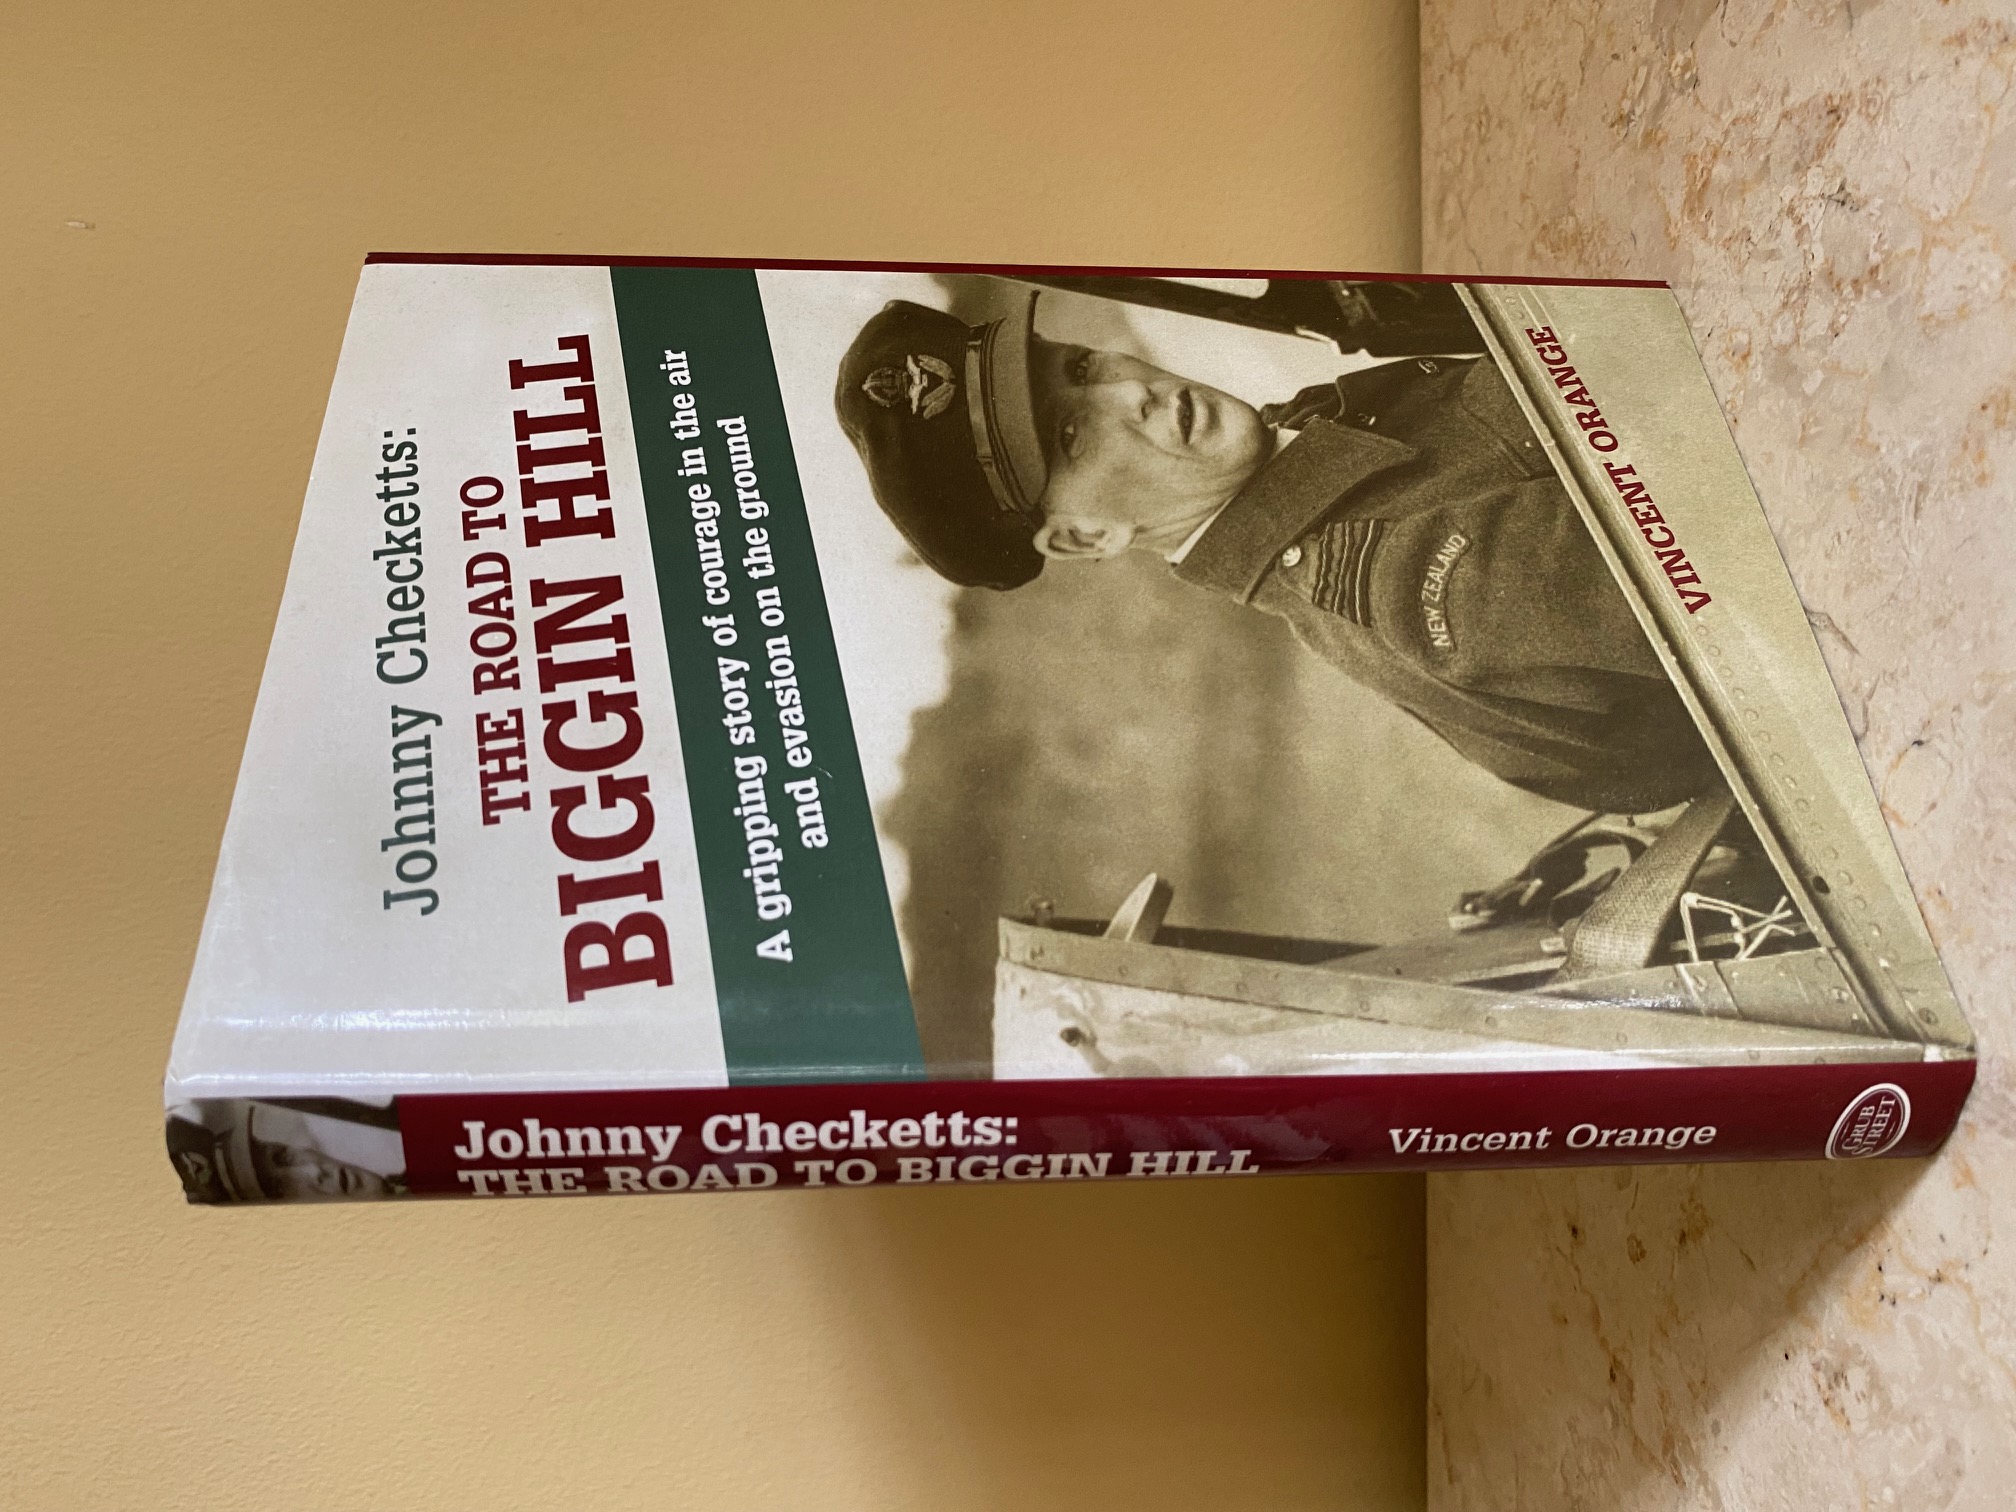 Johnny Checketts:
THE ROAD TO
BIGGIN HILL
A gripping story of courage in the air
and evasion on the ground
NEW ZEALAND
VINCENT ORANGE
Johnny Checketts:
THE ROAD TO BIGGIN HILL
Vincent Orange
GRUB
STREET